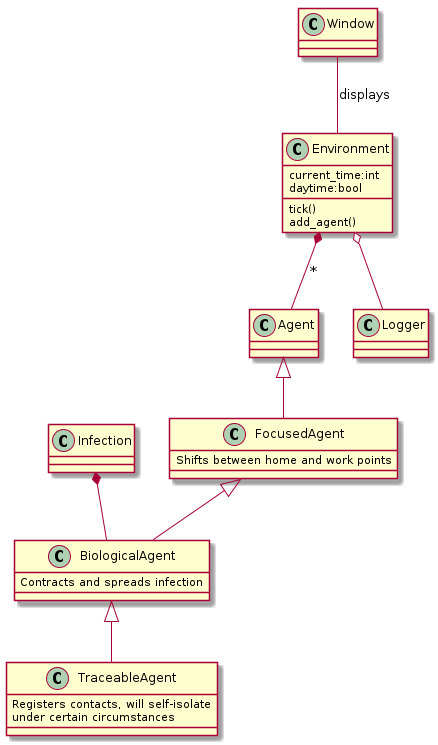 C Window
displays
C Environment
current_time:int
daytime:bool
tick()
add_agent()
*
C Agent
C Logger
C Infection
C FocusedAgent
Shifts between home and work points
C BiologicalAgent
Contracts and spreads infection
C TraceableAgent
Registers contacts, will self-isolate
under certain circumstances